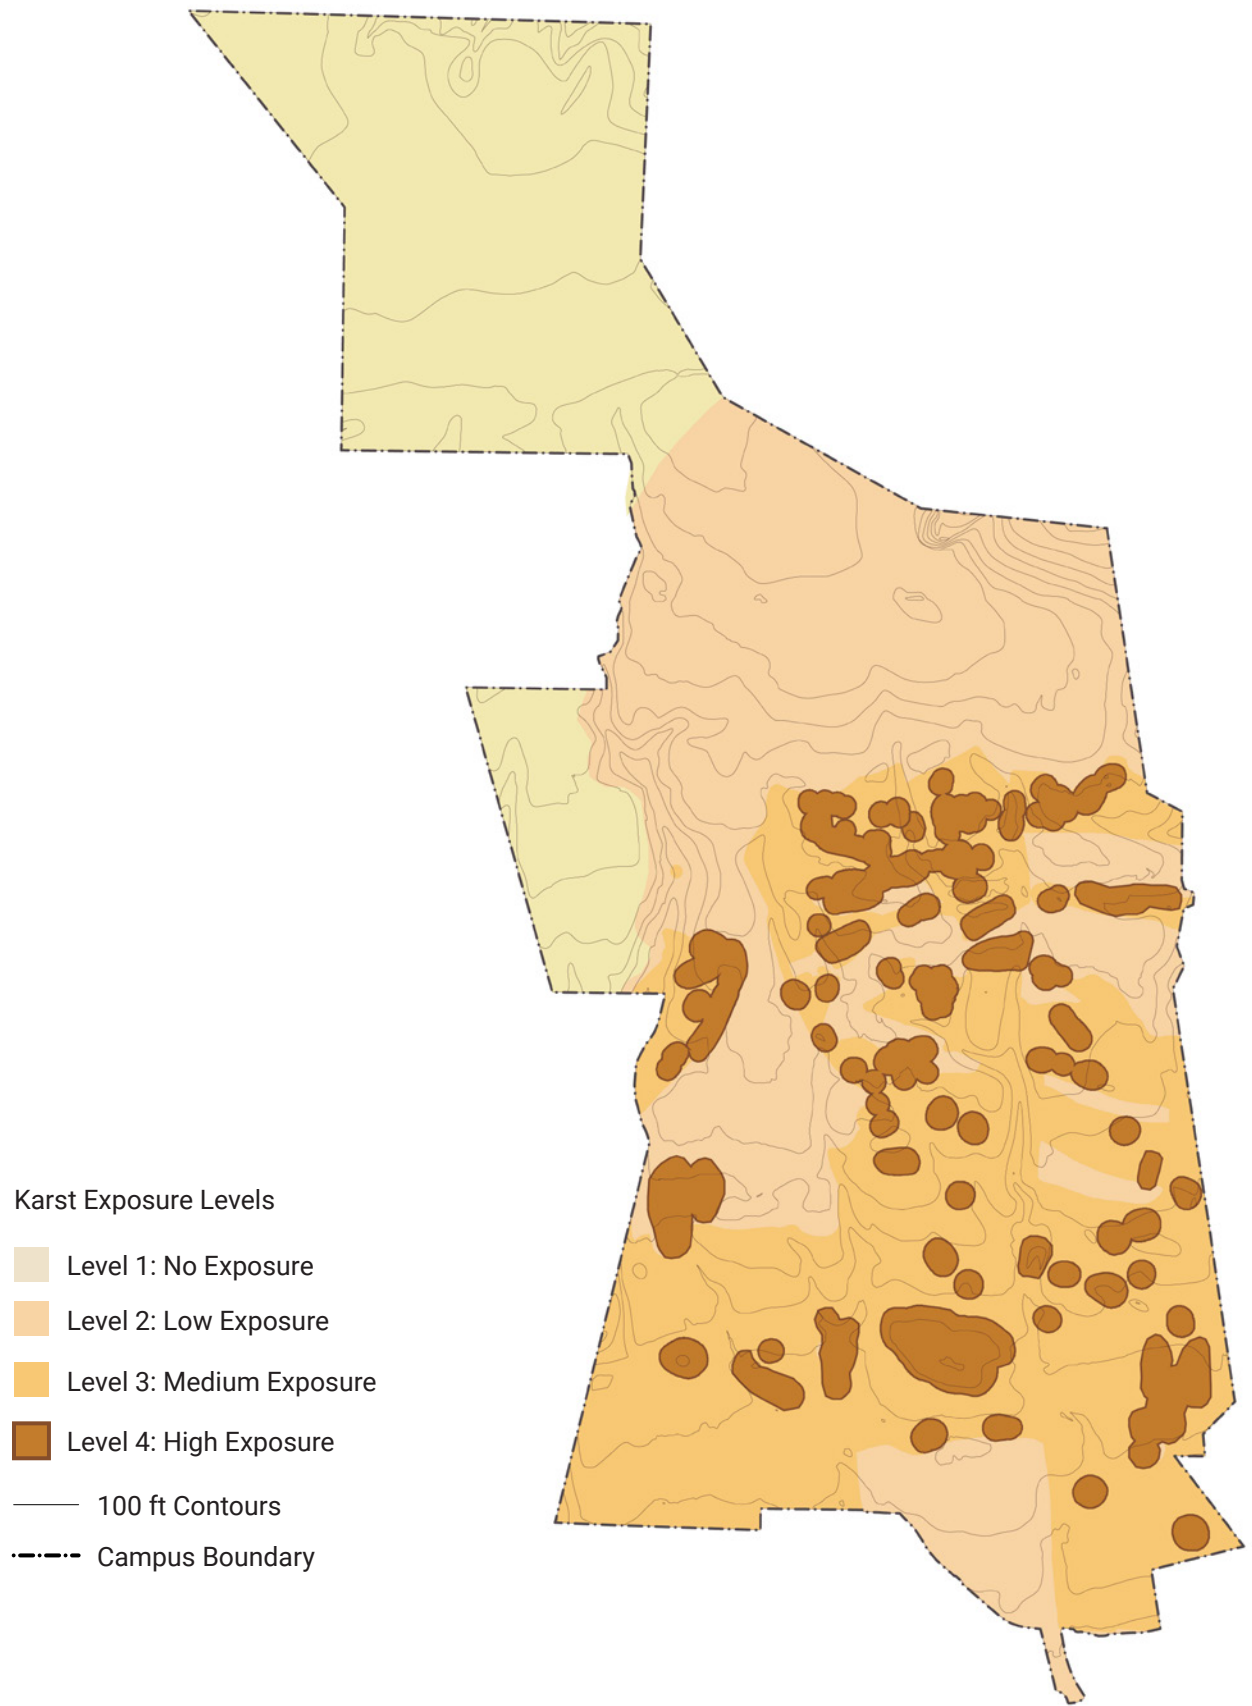 Karst Exposure Levels
Level 1: No Exposure
Level 2: Low Exposure
Level 3: Medium Exposure
Level 4: High Exposure
100 ft Contours
Campus Boundary